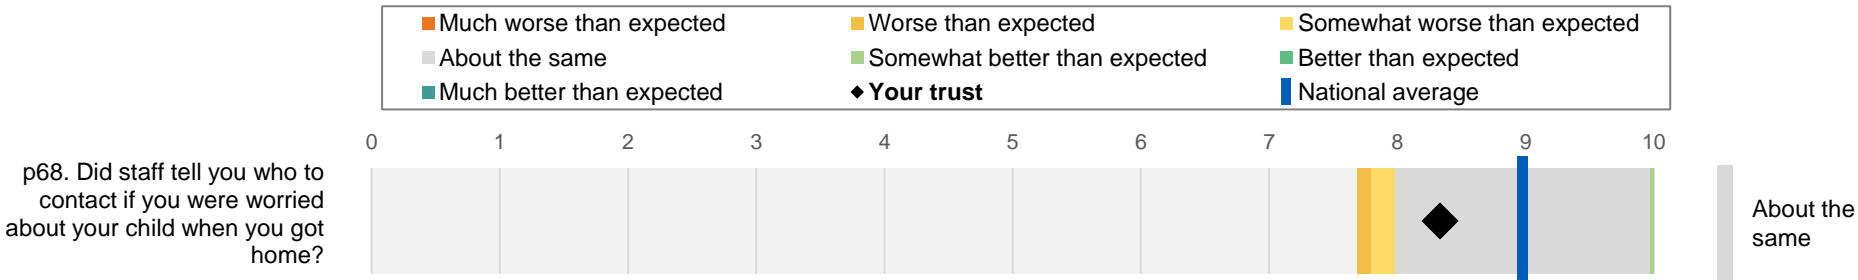 Much worse than expected
Worse than expected
Somewhat worse than expected
About the same
Somewhat better than expected
Better than expected
Much better than expected
Your trust
National average
0 1 2 3 4 5 6 7 8 9 10
p68. Did staff tell you who to
contact if you were worried
about your child when you got
home?
About the
same